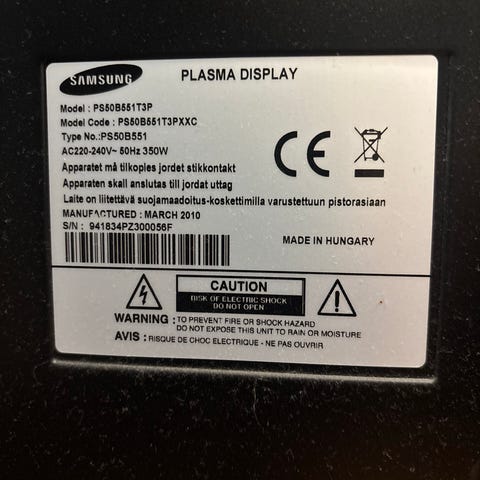 SAMSUNG
PLASMA DISPLAY
Model : PS50B551T3P
Model Code : PS50B551T3PXXC
Type No.:PS50B551
AC220-240V~ 50Hz 350W
Apparatet må tilkoples jordet stikkontakt
Apparaten skall anslutas till jordat uttag
Laite on liitettävä suojamaadoitus-koskettimilla varustettuun pistorasiaan
MANUFACTURED : MARCH 2010
S/N : 941834PZ300056F
CE
MADE IN HUNGARY
CAUTION
RISK OF ELECTRIC SHOCK
DO NOT OPEN
WARNING : TO PREVENT FIRE OR SHOCK HAZARD
DO NOT EXPOSE THIS UNIT TO RAIN OR MOISTURE
AVIS : RISQUE DE CHOC ELECTRIQUE - NE PAS OUVRIR